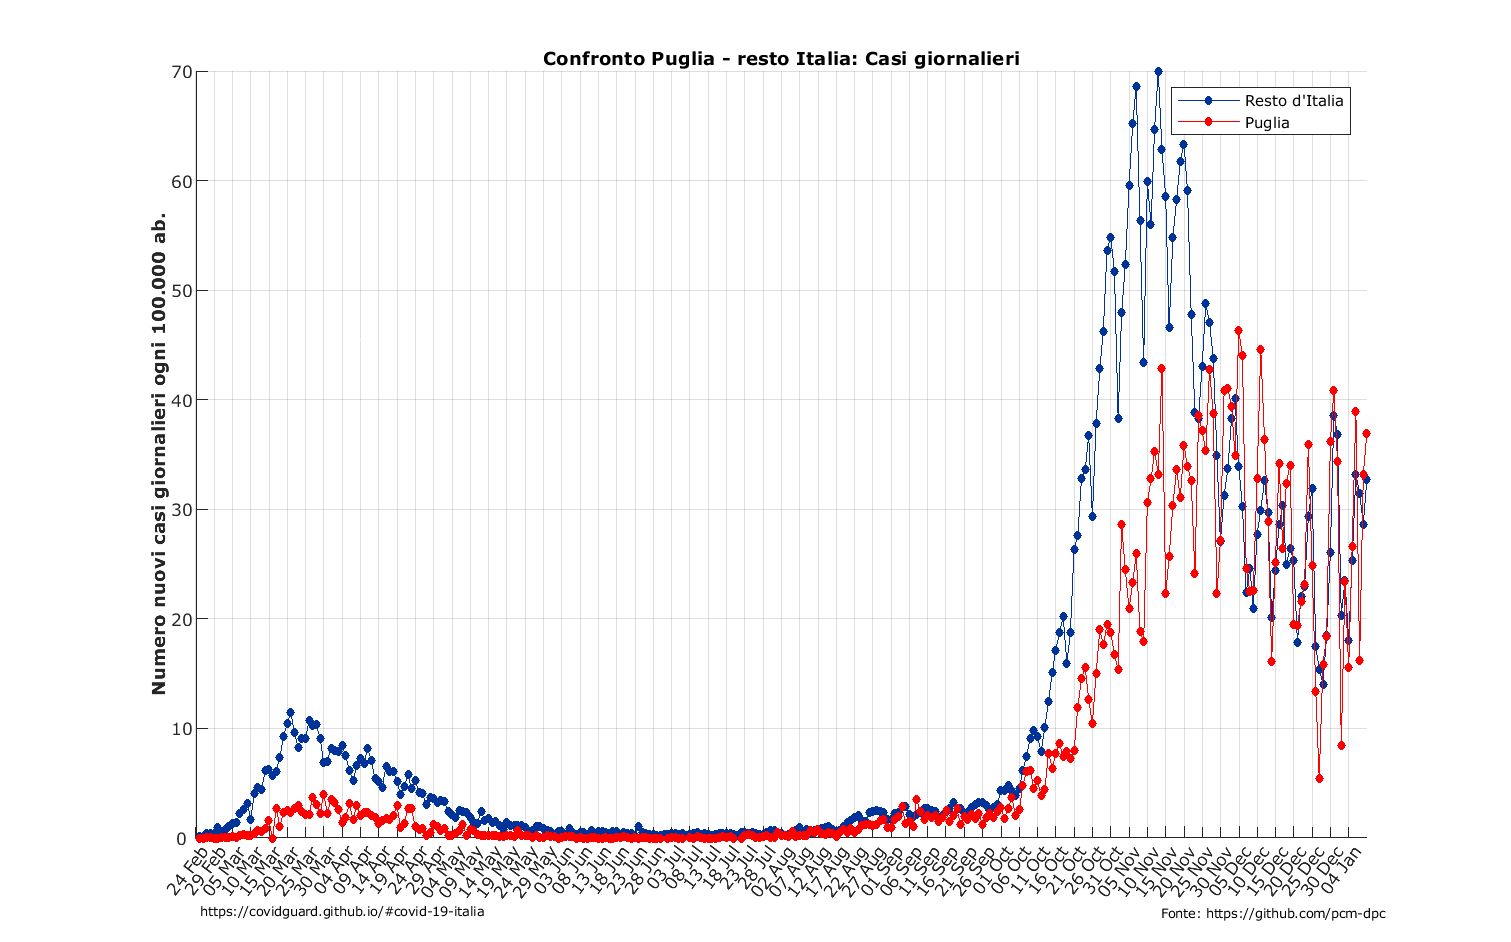 Confronto Puglia - resto Italia: Casi giornalieri
Resto d'Italia
Puglia
Numero nuovi casi giornalieri ogni 100.000 ab.
70
60
50
40
30
20
10
0
24 Feb
29 Feb
05 Mar
10 Mar
15 Mar
20 Mar
25 Mar
30 Mar
04 Apr
09 Apr
14 Apr
19 Apr
24 Apr
29 Apr
04 May
09 May
14 May
19 May
24 May
29 May
03 Jun
08 Jun
13 Jun
18 Jun
23 Jun
28 Jun
03 Jul
08 Jul
13 Jul
18 Jul
23 Jul
28 Jul
02 Aug
07 Aug
12 Aug
17 Aug
22 Aug
27 Aug
01 Sep
06 Sep
11 Sep
16 Sep
21 Sep
26 Sep
01 Oct
06 Oct
11 Oct
16 Oct
21 Oct
26 Oct
31 Oct
05 Nov
10 Nov
15 Nov
20 Nov
25 Nov
30 Nov
05 Dec
10 Dec
15 Dec
20 Dec
25 Dec
30 Dec
04 Jan
https://covidguard.github.io/#covid-19-italia
Fonte: https://github.com/pcm-dpc